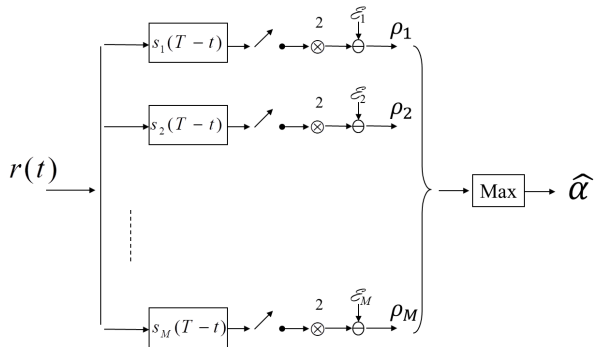 2 ℰ₁
s₁(T − t) ρ₁
2 ℰ₂
s₂(T − t) ρ₂
r(t) Max α̂
2 ℰ_M
s_M(T − t) ρ_M